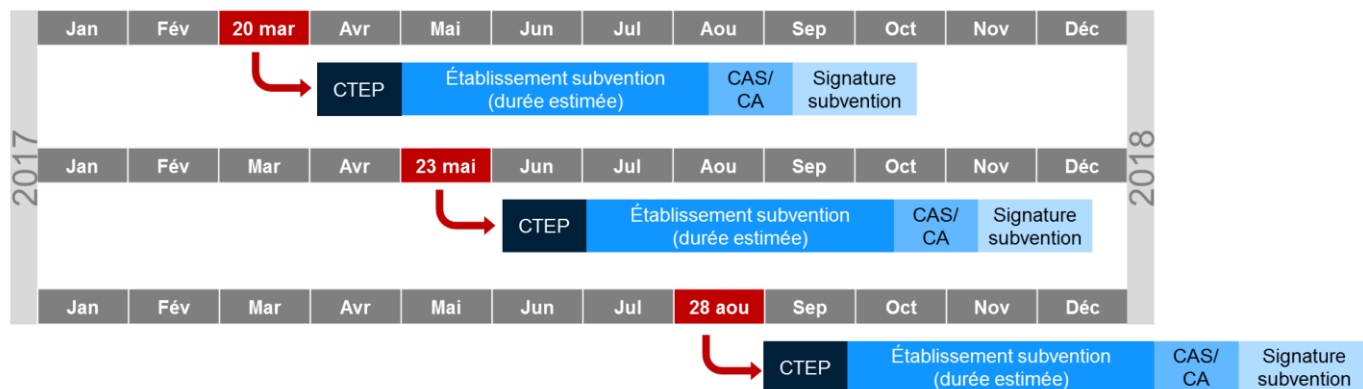 2017
Jan Fév 20 mar Avr Mai Jun Jul Aou Sep Oct Nov Déc
CTEP Établissement subvention (durée estimée) CAS/ CA Signature subvention
Jan Fév Mar Avr 23 mai Jun Jul Aou Sep Oct Nov Déc
CTEP Établissement subvention (durée estimée) CAS/ CA Signature subvention
Jan Fév Mar Avr Mai Jun Jul 28 aou Sep Oct Nov Déc
CTEP Établissement subvention (durée estimée) CAS/ CA Signature subvention
2018